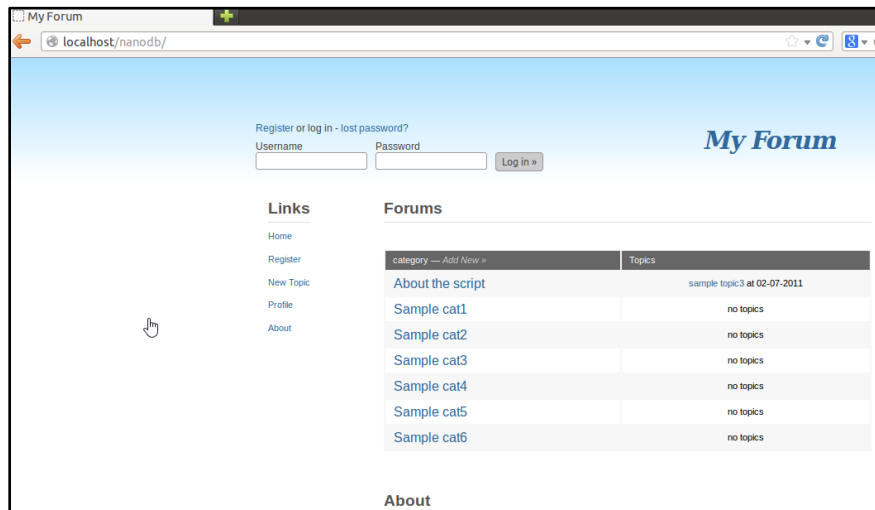 My Forum
localhost/nanodb/
Register or log in - lost password?
Username Password
Log in »
My Forum
Links
Home
Register
New Topic
Profile
About
Forums
category — Add New » Topics
About the script sample topic3 at 02-07-2011
Sample cat1 no topics
Sample cat2 no topics
Sample cat3 no topics
Sample cat4 no topics
Sample cat5 no topics
Sample cat6 no topics
About